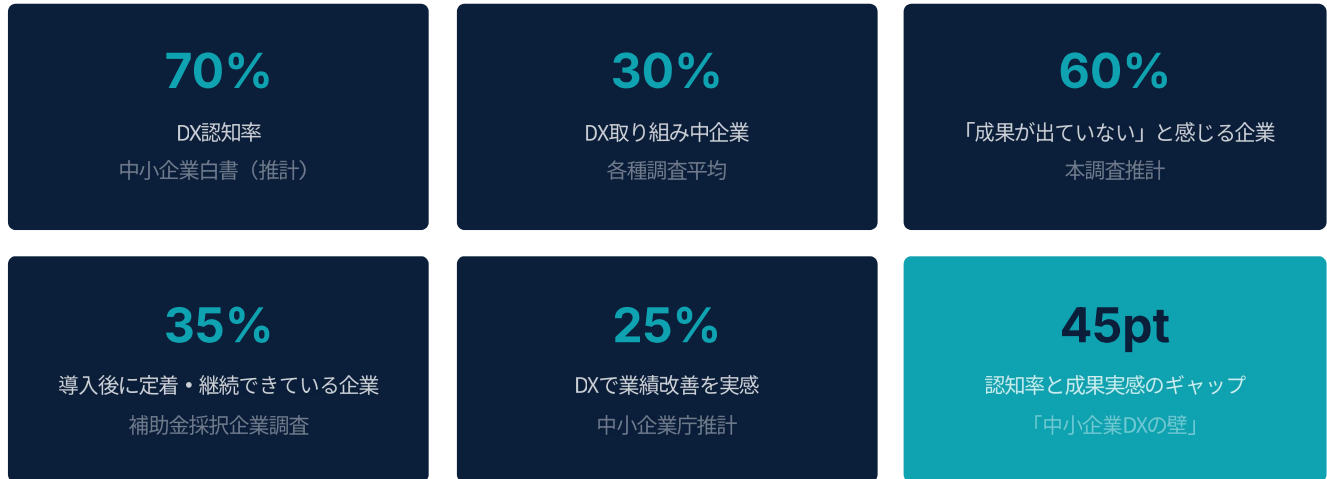 70%
DX認知率
中小企業白書（推計）
30%
DX取り組み中企業
各種調査平均
60%
「成果が出ていない」と感じる企業
本調査推計
35%
導入後に定着・継続できている企業
補助金採択企業調査
25%
DXで業績改善を実感
中小企業庁推計
45pt
認知率と成果実感のギャップ
「中小企業DXの壁」